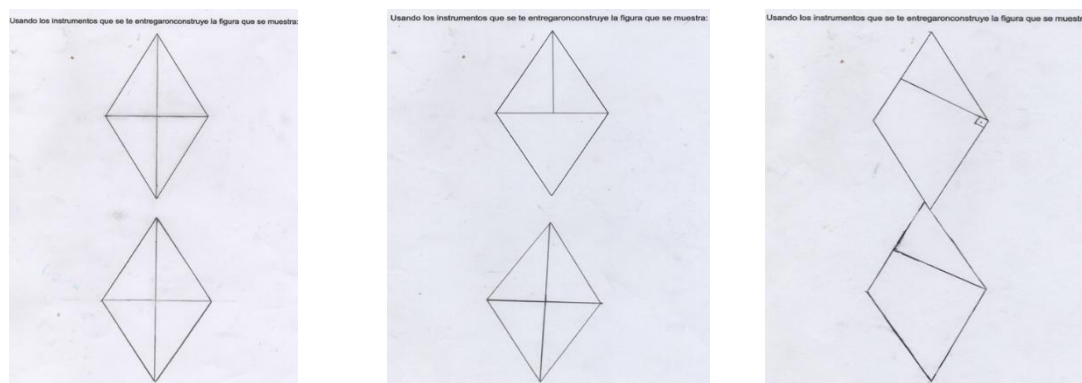 Usando los instrumentos que se te entregaronconstruye la figura que se muestra:
Usando los instrumentos que se te entregaronconstruye la figura que se muestra:
Usando los instrumentos que se te entregaronconstruye la figura que se muestr